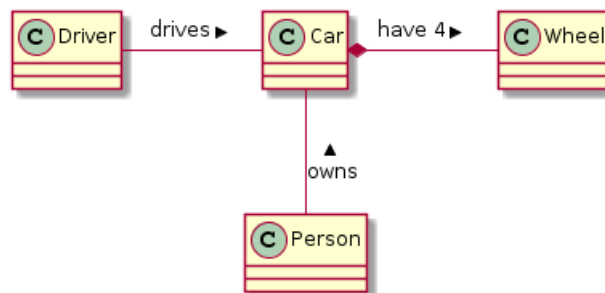 C Driver
drives ▶
C Car
have 4 ▶
C Wheel
▲
owns
C Person